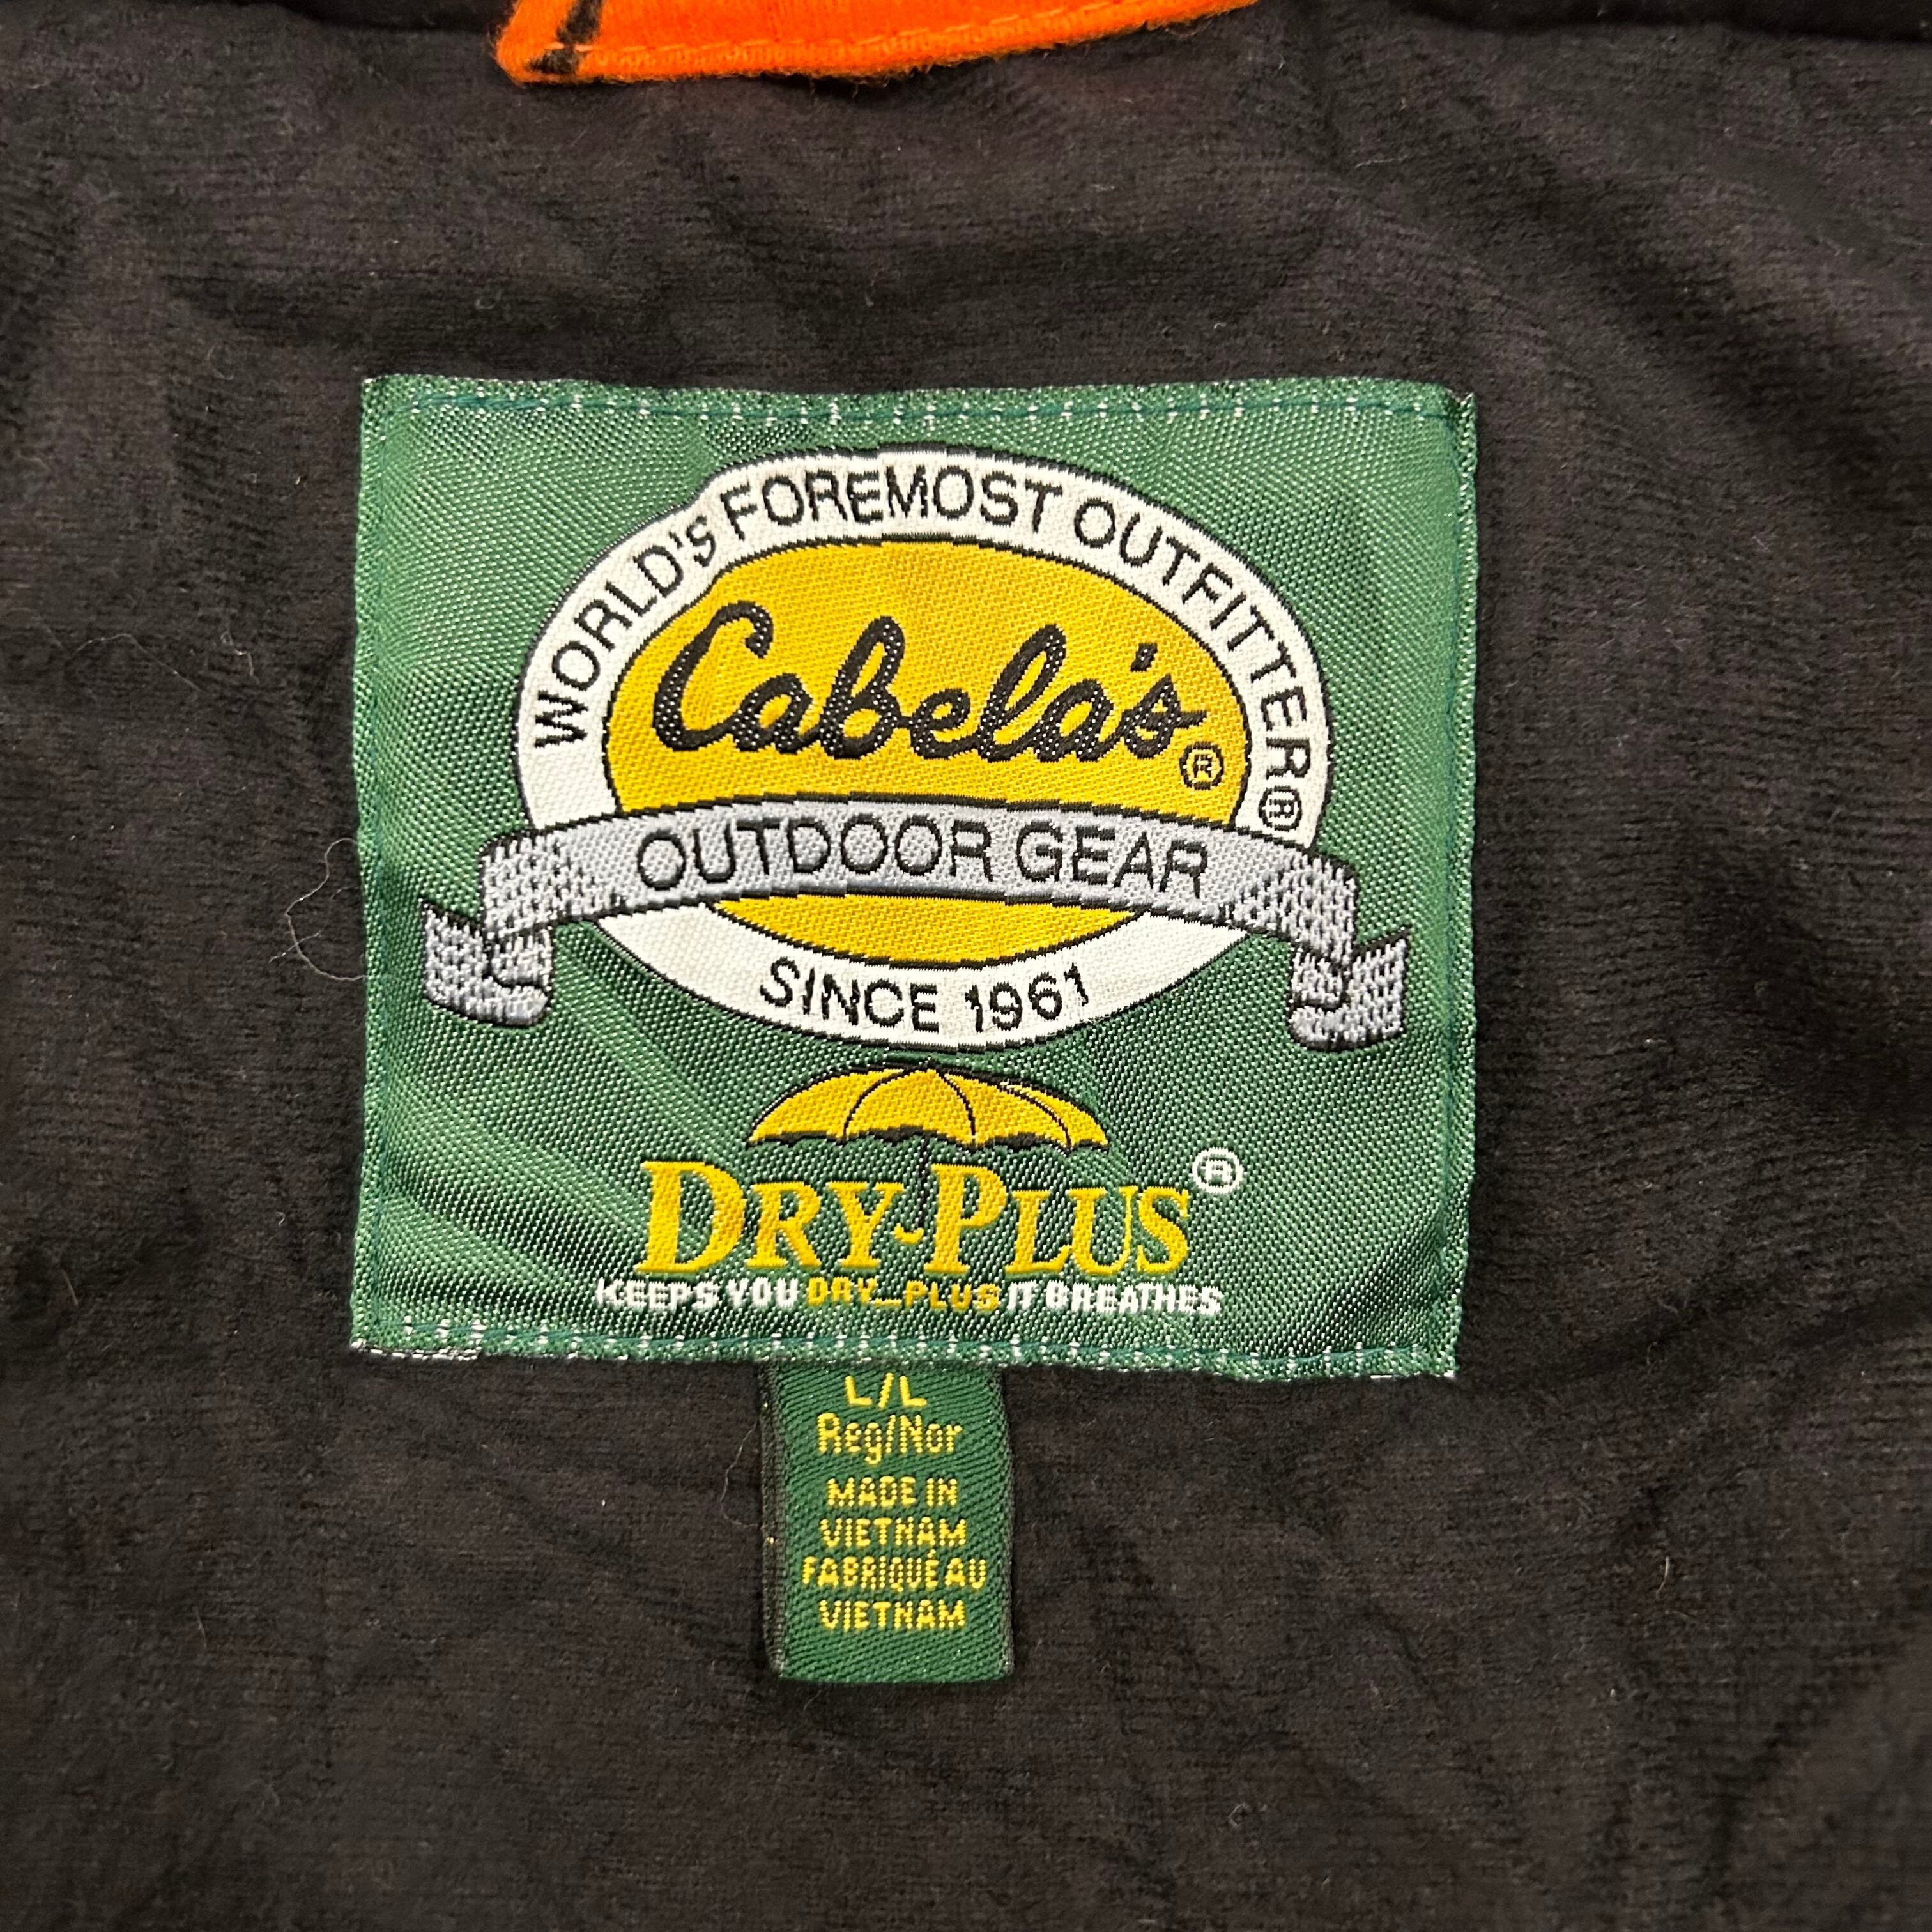 WORLD'S FOREMOST OUTFITTER®
Cabela's®
OUTDOOR GEAR
SINCE 1961
DRY-PLUS®
KEEPS YOU DRY...PLUS IT BREATHES
L/L
Reg/Nor
MADE IN
VIETNAM
FABRIQUÉ AU
VIETNAM